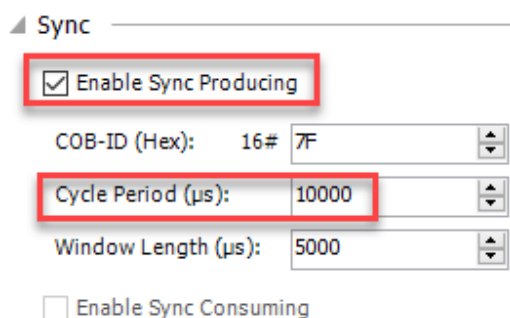 Sync
Enable Sync Producing
COB-ID (Hex): 16# 7F
Cycle Period (µs): 10000
Window Length (µs): 5000
Enable Sync Consuming